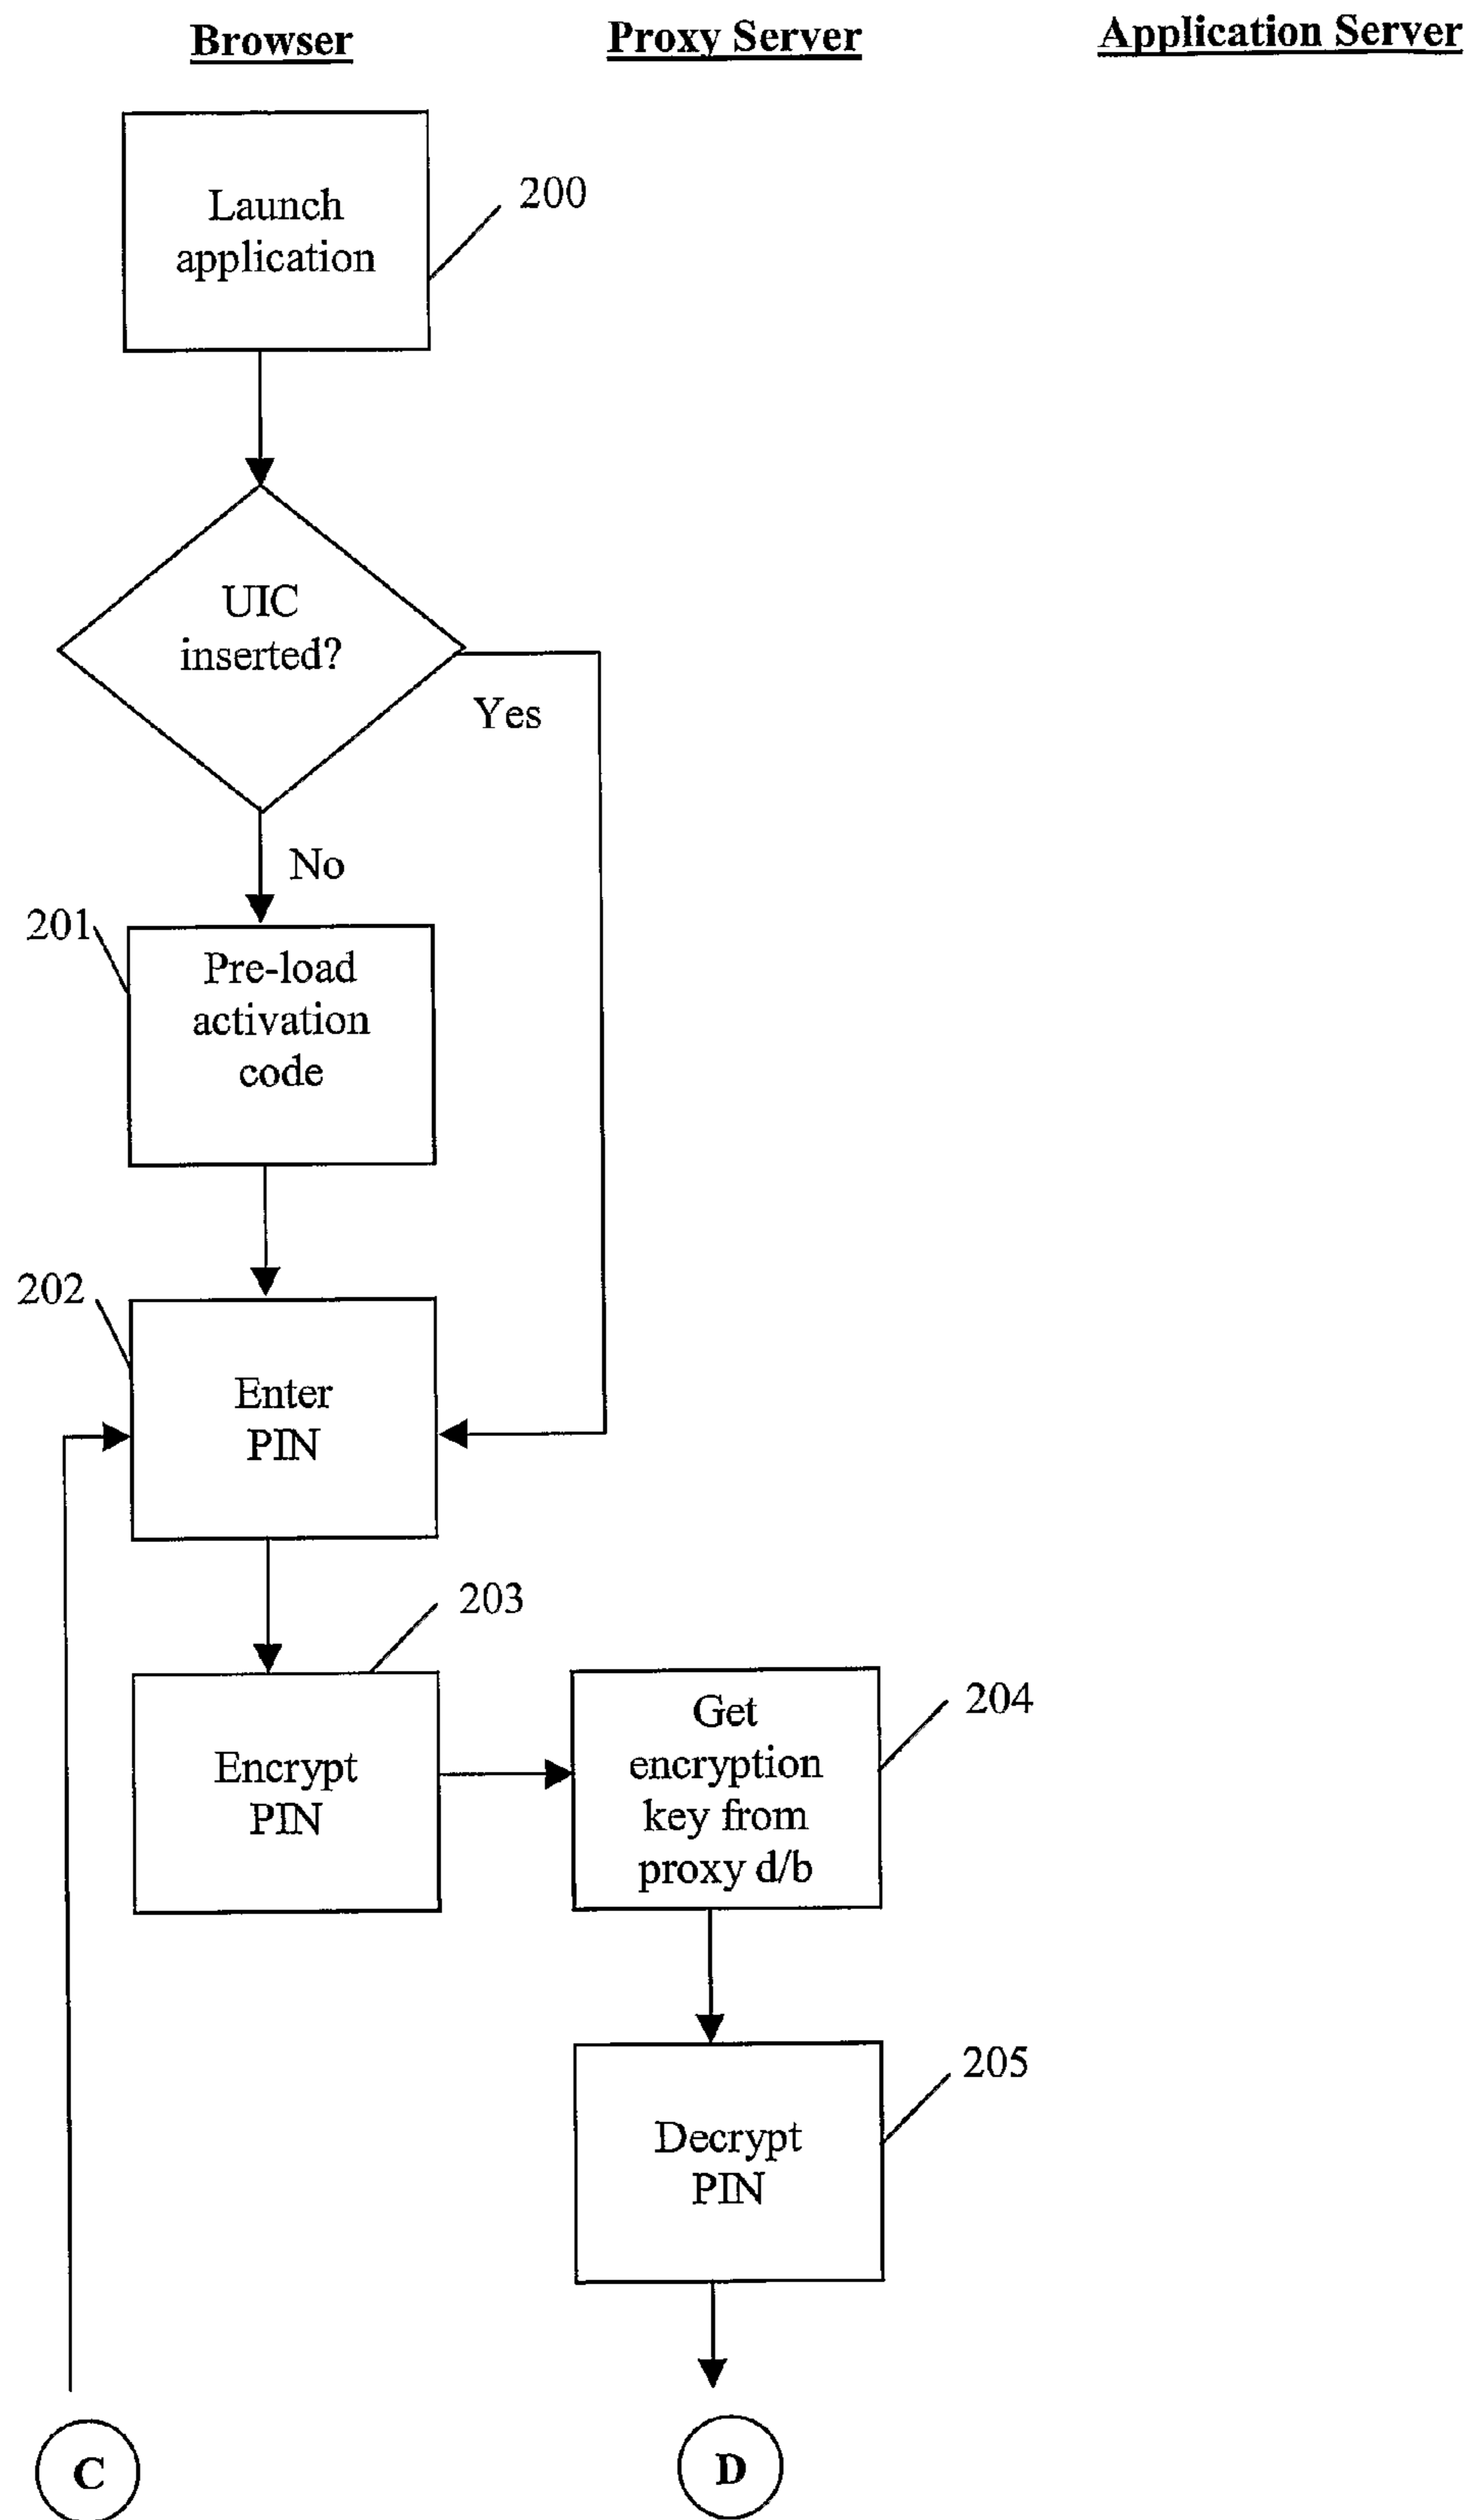 Browser
Proxy Server
Application Server
Launch
application
200
UIC
inserted?
Yes
No
201
Pre-load
activation
code
202
Enter
PIN
203
Encrypt
PIN
204
Get
encryption
key from
proxy d/b
205
Decrypt
PIN
C
D